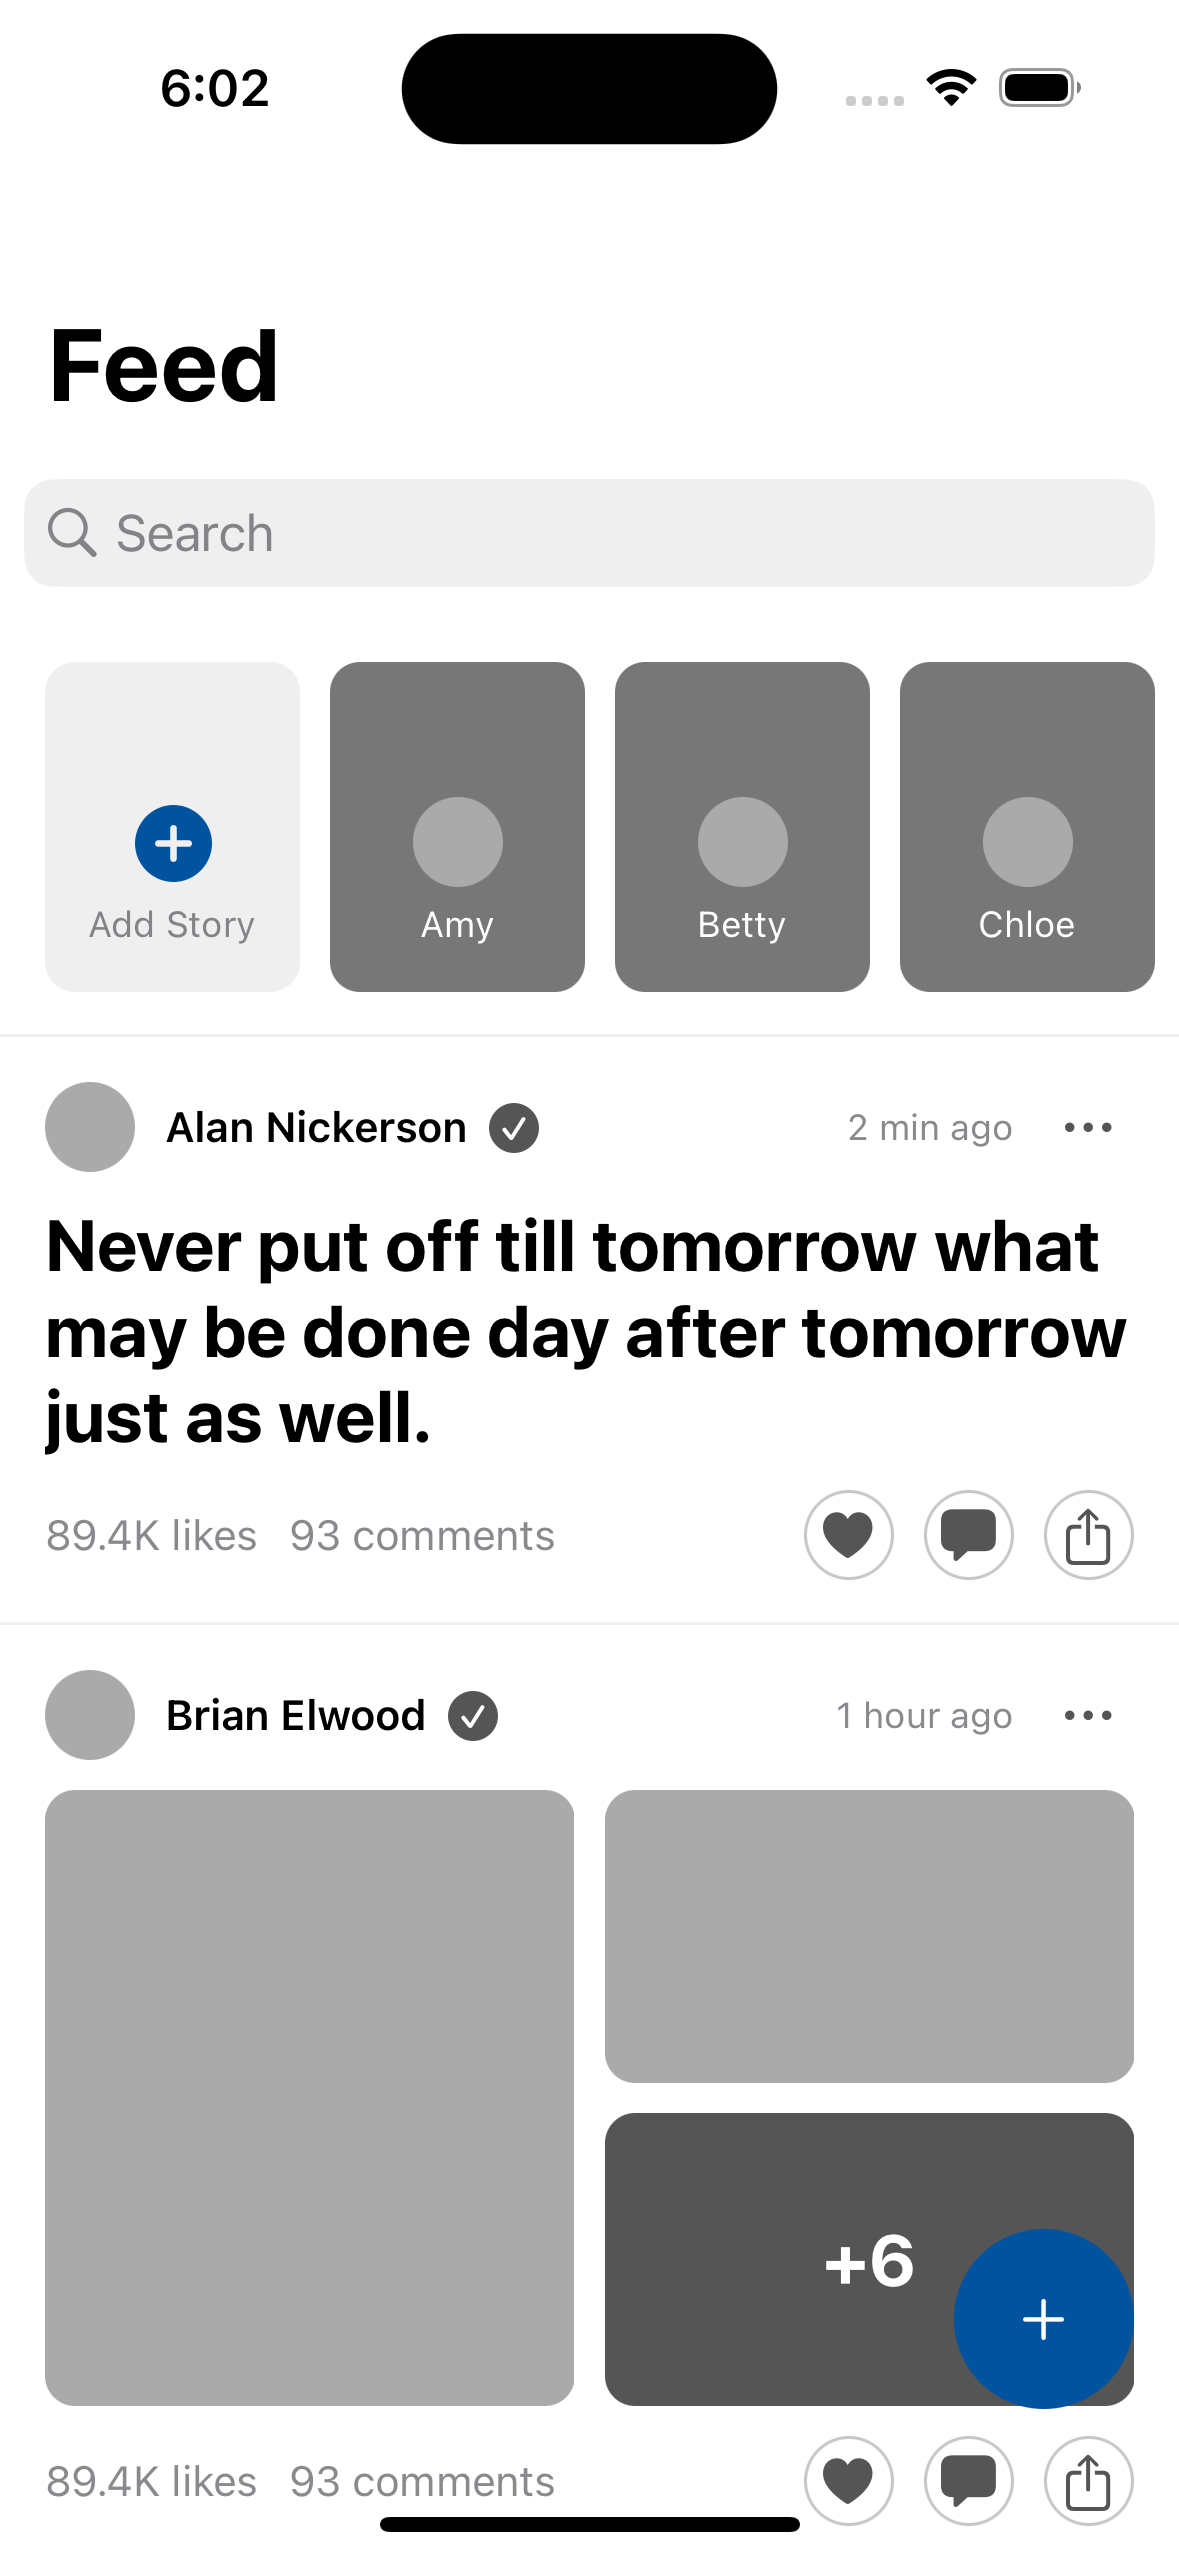 6:02
Feed
Search
Add Story
Amy
Betty
Chloe
Alan Nickerson
2 min ago
Never put off till tomorrow what
may be done day after tomorrow
just as well.
89.4K likes 93 comments
Brian Elwood
1 hour ago
+6
89.4K likes 93 comments